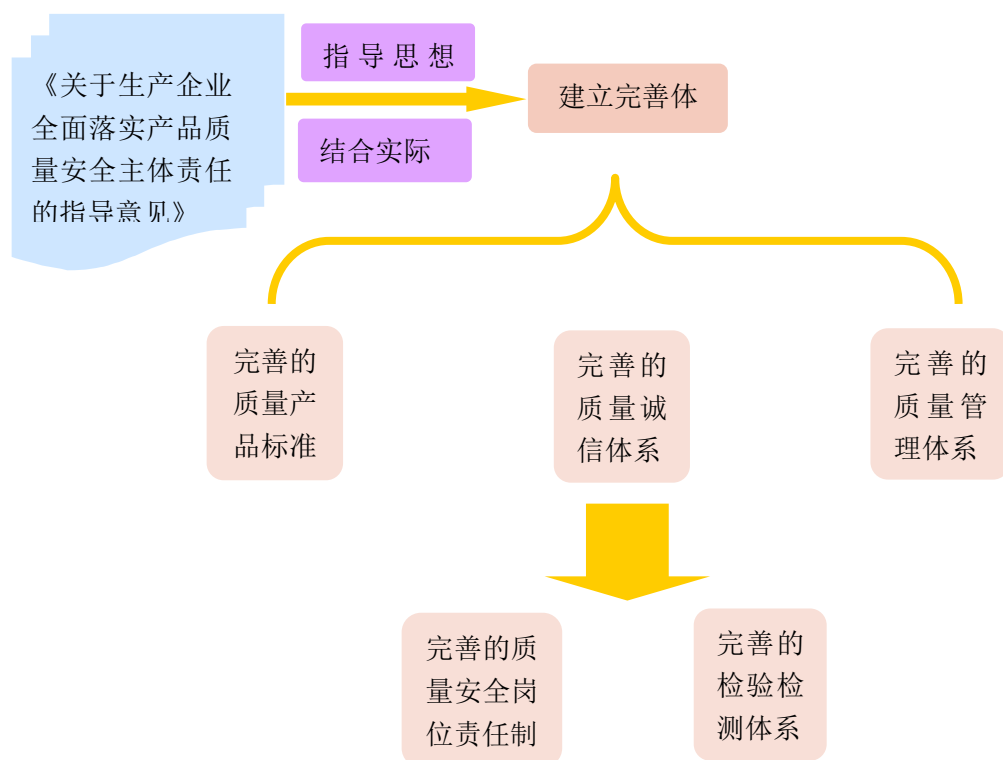 《关于生产企业
全面落实产品质
量安全主体责任
的指导意见》
指导思想
结合实际
建立完善体
完善的
质量产
品标准
完善的
质量诚
信体系
完善的
质量管
理体系
完善的质
量安全岗
位责任制
完善的
检验检
测体系